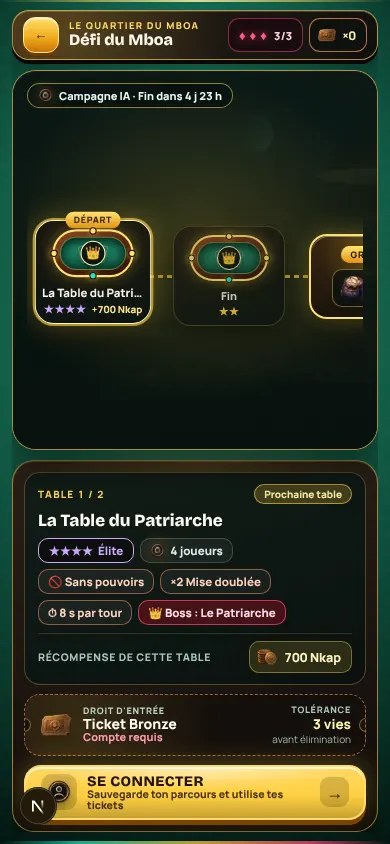 ←
LE QUARTIER DU MBOA
Défi du Mboa
3/3
×0
Campagne IA · Fin dans 4 j 23 h
DÉPART
La Table du Patri...
★★★★ +700 Nkap
Fin
★★
GR
TABLE 1 / 2
Prochaine table
La Table du Patriarche
★★★★ Élite
4 joueurs
🚫 Sans pouvoirs
×2 Mise doublée
⏱ 8 s par tour
👑 Boss : Le Patriarche
RÉCOMPENSE DE CETTE TABLE
700 Nkap
DROIT D'ENTRÉE
Ticket Bronze
Compte requis
TOLÉRANCE
3 vies
avant élimination
SE CONNECTER
Sauvegarde ton parcours et utilise tes
tickets
→
N